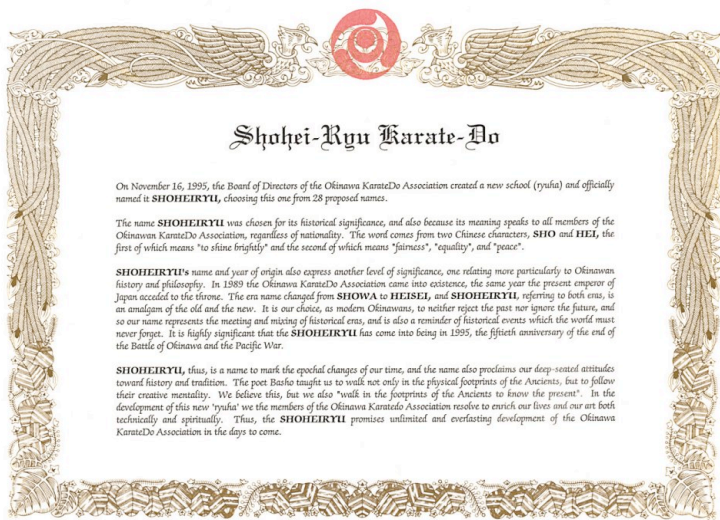 Shohei-Ryu Karate-Do
On November 16, 1995, the Board of Directors of the Okinawa KarateDo Association created a new school (ryuha) and officially
named it SHOHEIRYU, choosing this one from 28 proposed names.
The name SHOHEIRYU was chosen for its historical significance, and also because its meaning speaks to all members of the
Okinawan KarateDo Association, regardless of nationality. The word comes from two Chinese characters, SHO and HEI, the
first of which means "to shine brightly" and the second of which means "fairness", "equality", and "peace".
SHOHEIRYU's name and year of origin also express another level of significance, one relating more particularly to Okinawan
history and philosophy. In 1989 the Okinawa KarateDo Association came into existence, the same year the present emperor of
Japan acceded to the throne. The era name changed from SHOWA to HEISEI, and SHOHEIRYU, referring to both eras, is
an amalgam of the old and the new. It is our choice, as modern Okinawans, to neither reject the past nor ignore the future, and
so our name represents the meeting and mixing of historical eras, and is also a reminder of historical events which the world must
never forget. It is highly significant that the SHOHEIRYU has come into being in 1995, the fiftieth anniversary of the end of
the Battle of Okinawa and the Pacific War.
SHOHEIRYU, thus, is a name to mark the epochal changes of our time, and the name also proclaims our deep-seated attitudes
toward history and tradition. The poet Basho taught us to walk not only in the physical footprints of the Ancients, but to follow
their creative mentality. We believe this, but we also "walk in the footprints of the Ancients to know the present". In the
development of this new 'ryuha' we the members of the Okinawa Karatedo Association resolve to enrich our lives and our art both
technically and spiritually. Thus, the SHOHEIRYU promises unlimited and everlasting development of the Okinawa
KarateDo Association in the days to come.